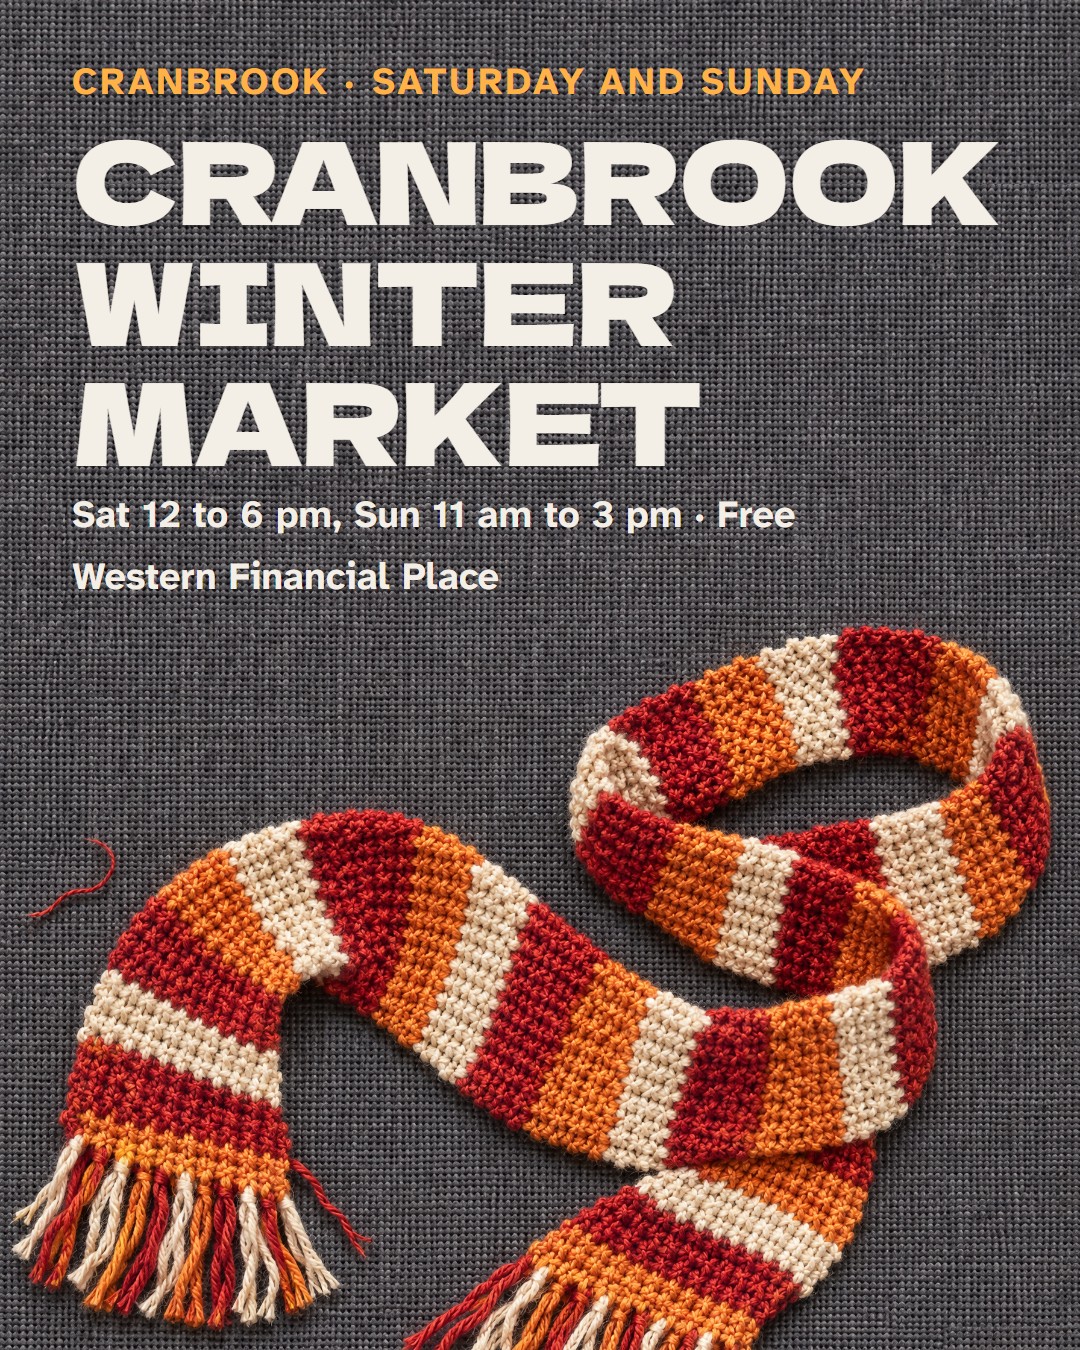 CRANBROOK · SATURDAY AND SUNDAY
CRANBROOK
WINTER
MARKET
Sat 12 to 6 pm, Sun 11 am to 3 pm · Free
Western Financial Place